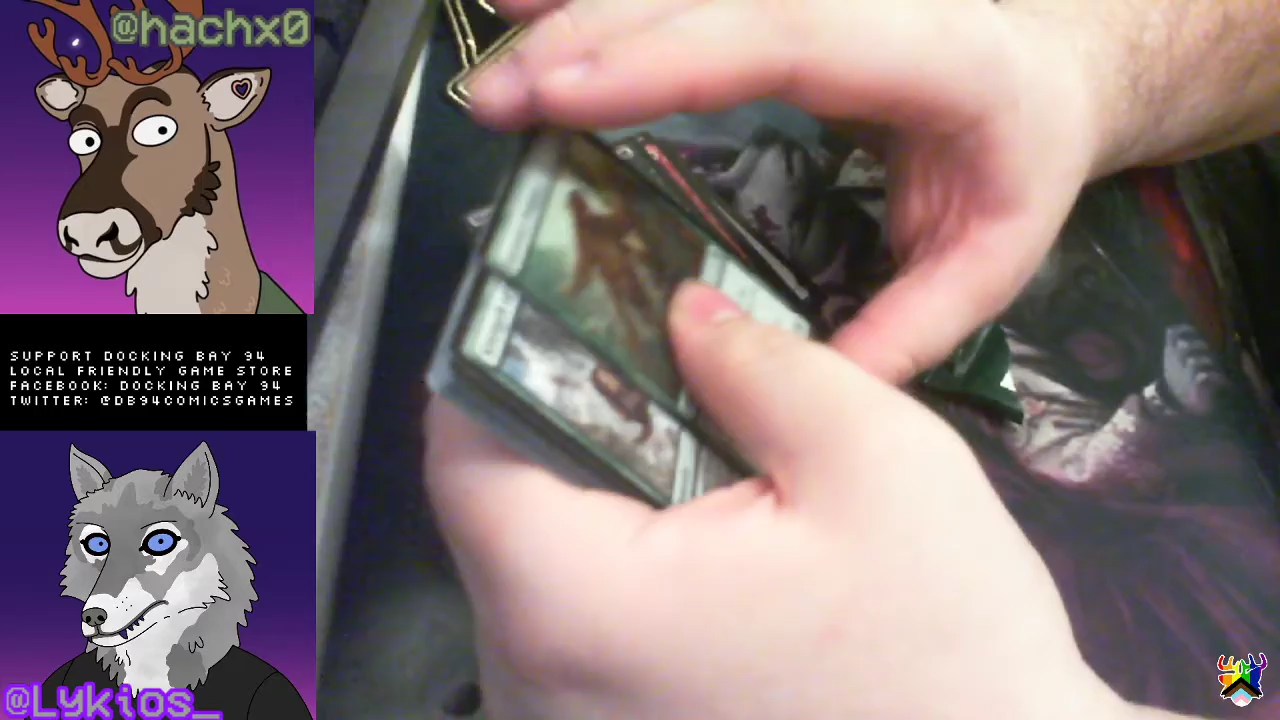 @hachx0
SUPPORT DOCKING BAY 94
LOCAL FRIENDLY GAME STORE
FACEBOOK: DOCKING BAY 94
TWITTER: @DB94COMICSGAMES
@Lykios_